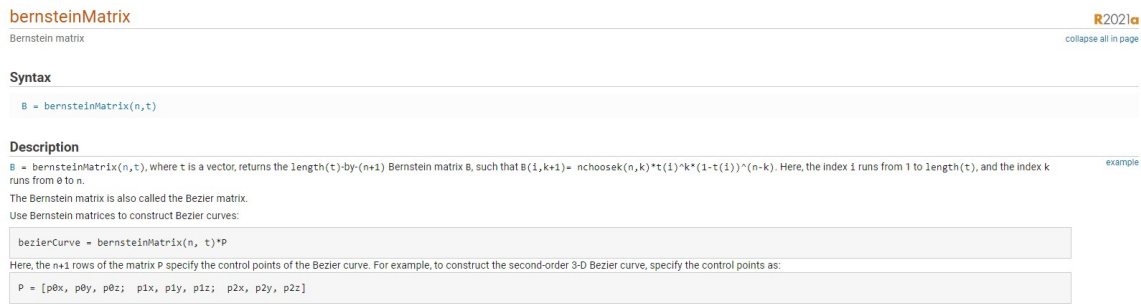 bernsteinMatrix
R2021a
Bernstein matrix
collapse all in page
Syntax
B = bernsteinMatrix(n,t)
Description
B = bernsteinMatrix(n,t), where t is a vector, returns the length(t)-by-(n+1) Bernstein matrix B, such that B(i,k+1)= nchoosek(n,k)*t(i)^k*(1-t(i))^(n-k). Here, the index i runs from 1 to length(t), and the index k
example
runs from 0 to n.
The Bernstein matrix is also called the Bezier matrix.
Use Bernstein matrices to construct Bezier curves:
bezierCurve = bernsteinMatrix(n, t)*P
Here, the n+1 rows of the matrix P specify the control points of the Bezier curve. For example, to construct the second-order 3-D Bezier curve, specify the control points as:
P = [p0x, p0y, p0z;  p1x, p1y, p1z;  p2x, p2y, p2z]